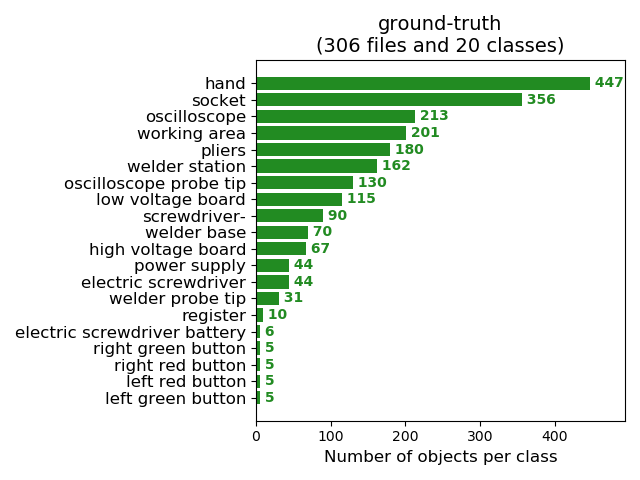 ground-truth
(306 files and 20 classes)
hand 447
socket 356
oscilloscope 213
working area 201
pliers 180
welder station 162
oscilloscope probe tip 130
low voltage board 115
screwdriver- 90
welder base 70
high voltage board 67
power supply 44
electric screwdriver 44
welder probe tip 31
register 10
electric screwdriver battery 6
right green button 5
right red button 5
left red button 5
left green button 5
0 100 200 300 400
Number of objects per class